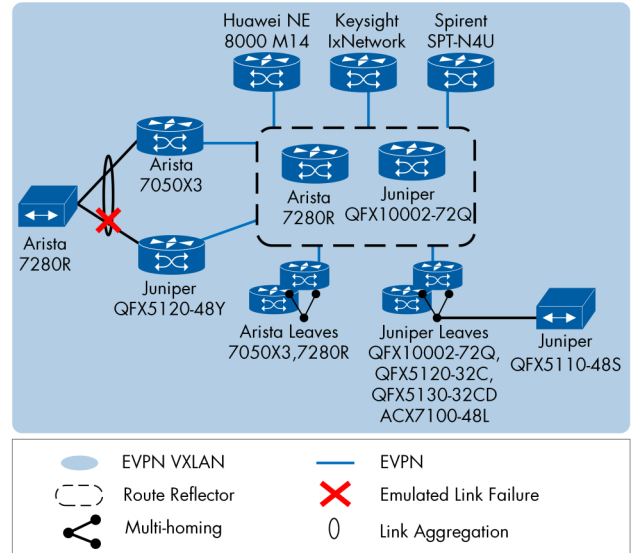 Huawei NE
8000 M14
Keysight
IxNetwork
Spirent
SPT-N4U
Arista
7050X3
Arista
7280R
Juniper
QFX10002-72Q
Arista
7280R
Juniper
QFX5120-48Y
Arista Leaves
7050X3,7280R
Juniper Leaves
QFX10002-72Q,
QFX5120-32C,
QFX5130-32CD
ACX7100-48L
Juniper
QFX5110-48S
EVPN VXLAN
EVPN
Route Reflector
Emulated Link Failure
Multi-homing
Link Aggregation